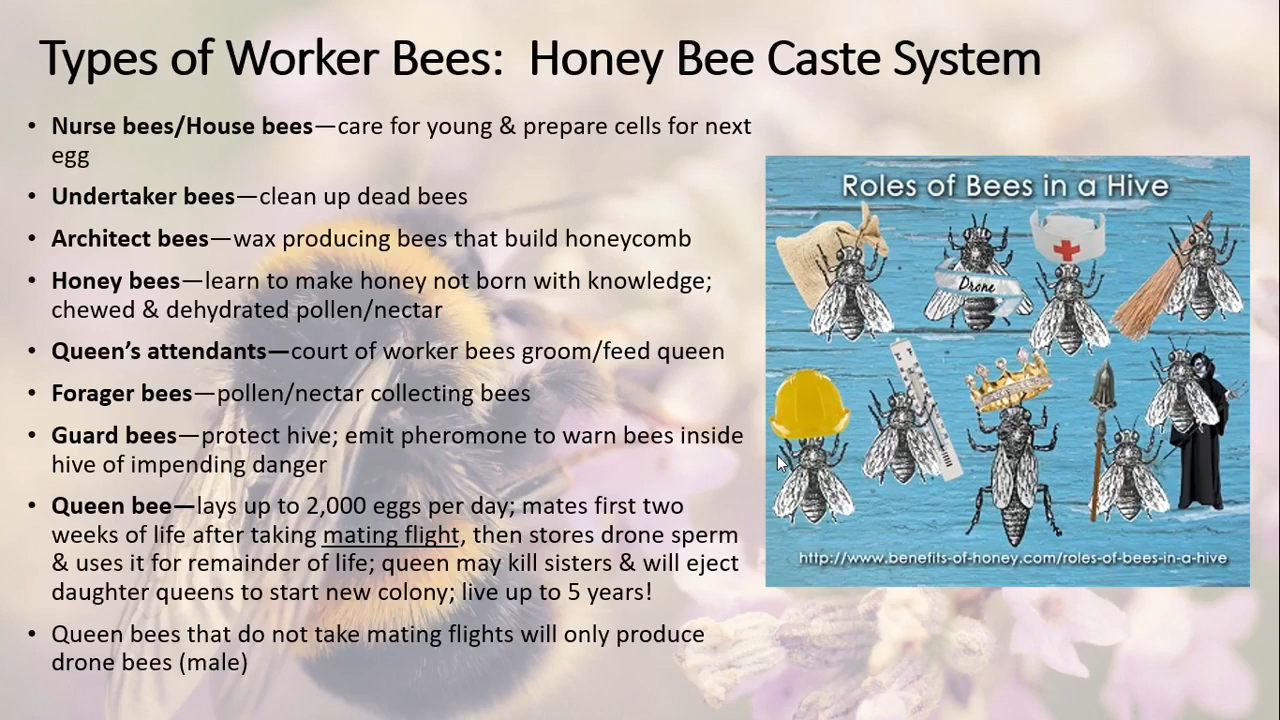 Types of Worker Bees:  Honey Bee Caste System
• Nurse bees/House bees—care for young & prepare cells for next
egg
• Undertaker bees—clean up dead bees
• Architect bees—wax producing bees that build honeycomb
• Honey bees—learn to make honey not born with knowledge;
chewed & dehydrated pollen/nectar
• Queen’s attendants—court of worker bees groom/feed queen
• Forager bees—pollen/nectar collecting bees
• Guard bees—protect hive; emit pheromone to warn bees inside
hive of impending danger
• Queen bee—lays up to 2,000 eggs per day; mates first two
weeks of life after taking mating flight, then stores drone sperm
& uses it for remainder of life; queen may kill sisters & will eject
daughter queens to start new colony; live up to 5 years!
• Queen bees that do not take mating flights will only produce
drone bees (male)
Roles of Bees in a Hive
Drone
http://www.benefits-of-honey.com/roles-of-bees-in-a-hive